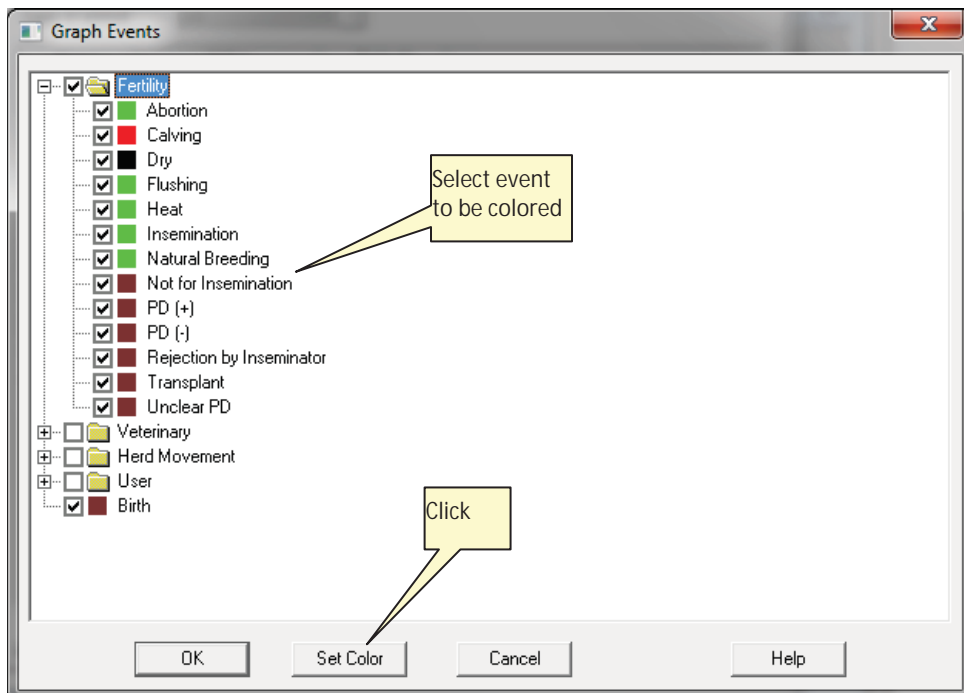 Graph Events
Fertility
Abortion
Calving
Dry
Flushing
Heat
Insemination
Natural Breeding
Not for Insemination
PD (+)
PD (-)
Rejection by Inseminator
Transplant
Unclear PD
Veterinary
Herd Movement
User
Birth
Select event
to be colored
Click
OK
Set Color
Cancel
Help